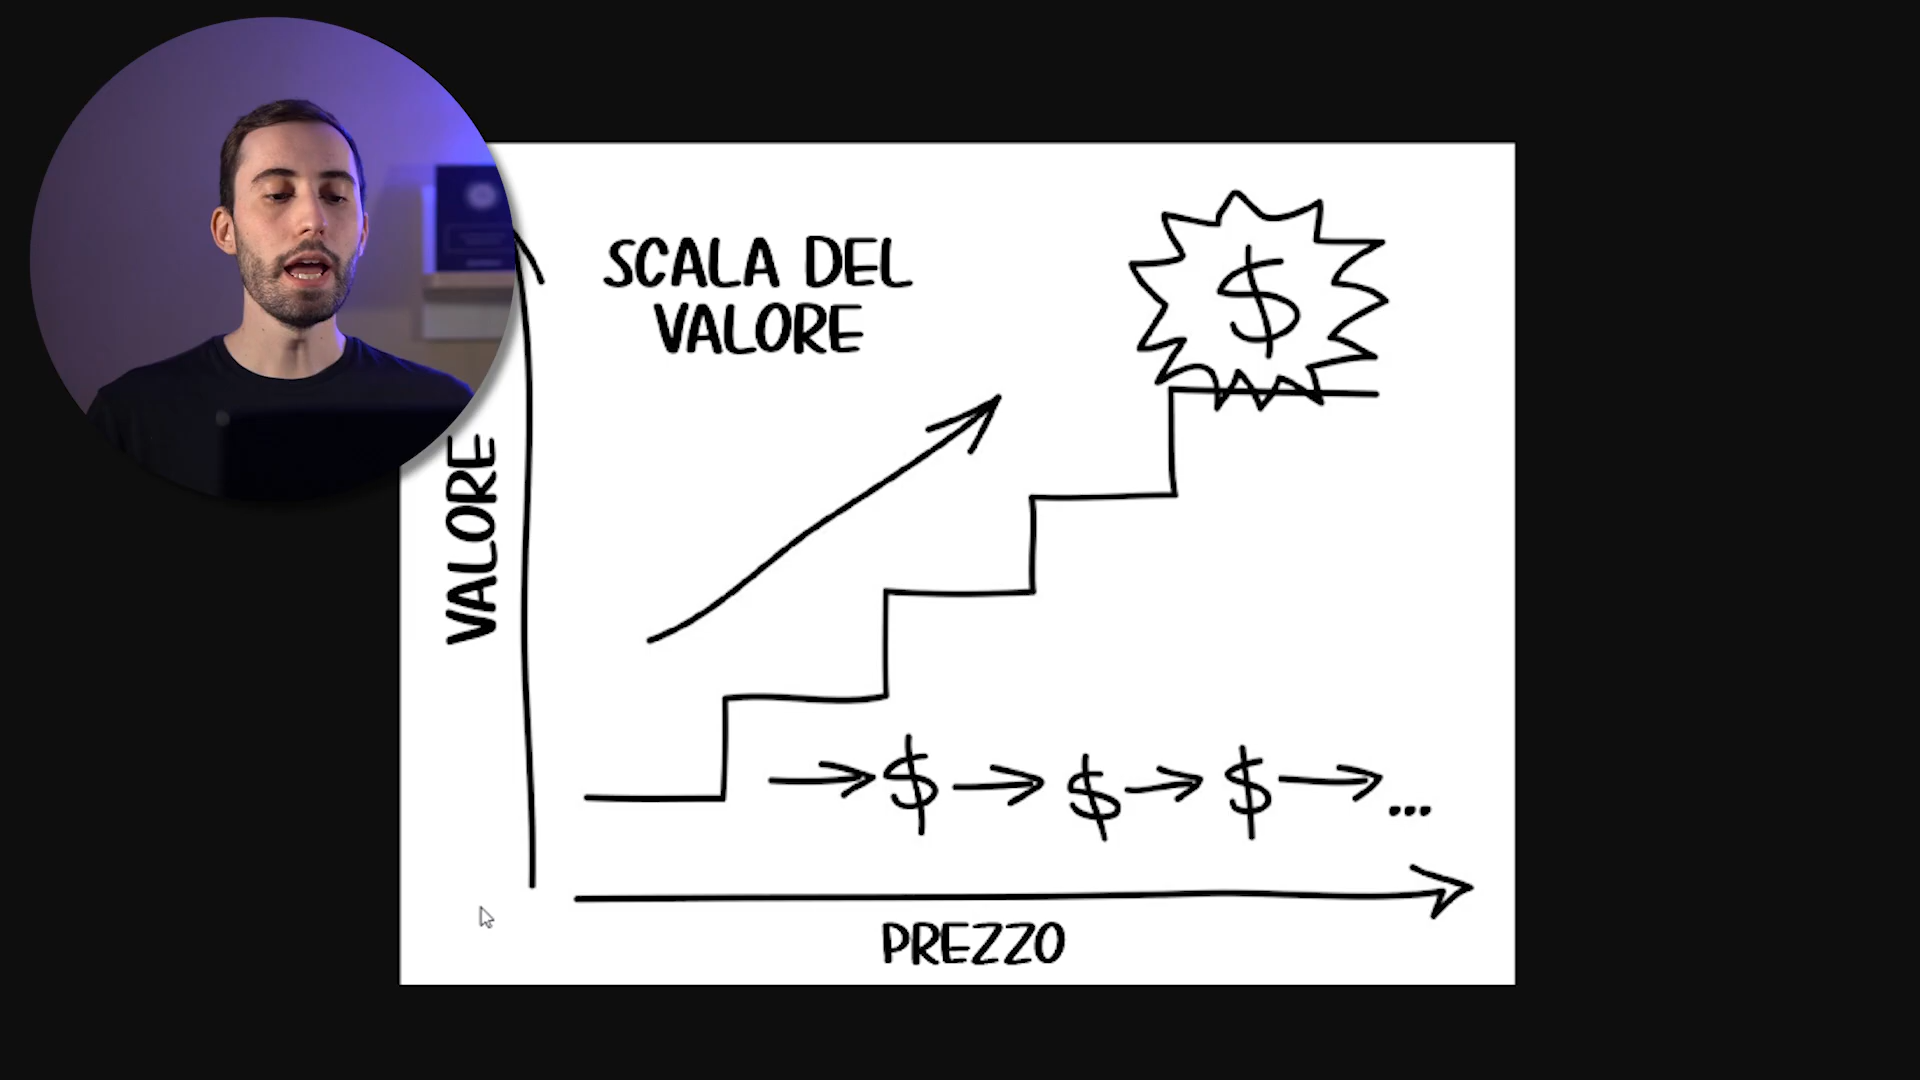 SCALA DEL
VALORE
$
VALORE
$ $ $ ...
PREZZO